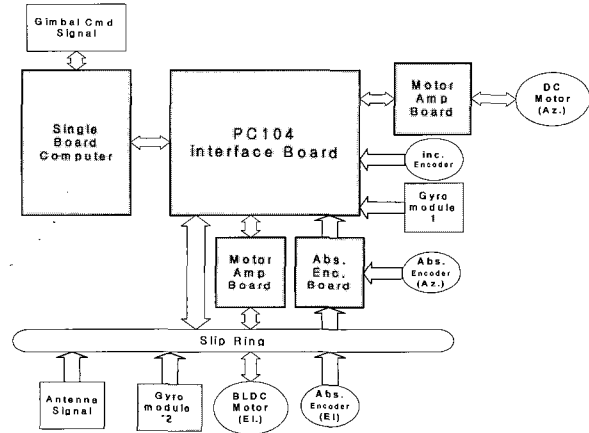 Gimbal Cmd
Signal
Single
Board
Computer
PC104
Interface Board
Motor
Amp
Board
DC
Motor
(Az.)
Inc.
Encoder
Gyro
module
1
Motor
Amp
Board
Abs.
Enc.
Board
Abs.
Encoder
(Az.)
Slip Ring
Antenna
Signal
Gyro
module
2
BLDC
Motor
(El.)
Abs.
Encoder
(El)